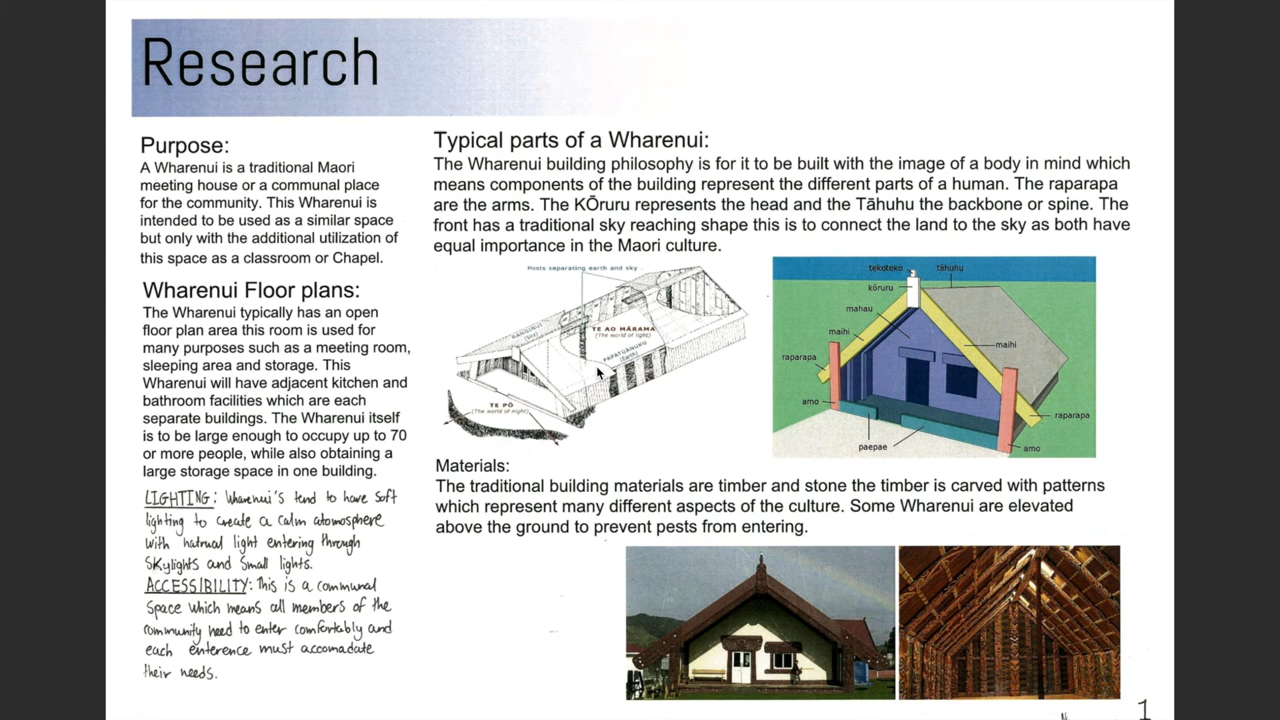 Research
Purpose:
A Wharenui is a traditional Maori
meeting house or a communal place
for the community. This Wharenui is
intended to be used as a similar space
but only with the additional utilization of
this space as a classroom or Chapel.
Wharenui Floor plans:
The Wharenui typically has an open
floor plan area this room is used for
many purposes such as a meeting room,
sleeping area and storage. This
Wharenui will have adjacent kitchen and
bathroom facilities which are each
separate buildings. The Wharenui itself
is to be large enough to occupy up to 70
or more people, while also obtaining a
large storage space in one building.
LIGHTING: Wharenui's tend to have soft
lighting to create a calm atomosphere
with natrual light entering through
Skylights and small lights.
ACCESSIBILITY: This is a communal
Space which means all members of the
community need to enter comfortably and
each enterence must accomadate
their needs.
Typical parts of a Wharenui:
The Wharenui building philosophy is for it to be built with the image of a body in mind which
means components of the building represent the different parts of a human. The raparapa
are the arms. The KŌruru represents the head and the Tāhuhu the backbone or spine. The
front has a traditional sky reaching shape this is to connect the land to the sky as both have
equal importance in the Maori culture.
Posts separating earth and sky
RANGINUI
(Sky)
TE AO MĀRAMA
(The world of light)
PAPATŪĀNUKU
(Earth)
TE PŌ
(The world of night)
tekoteko
tāhuhu
kōruru
mahau
maihi
maihi
raparapa
amo
raparapa
paepae
amo
Materials:
The traditional building materials are timber and stone the timber is carved with patterns
which represent many different aspects of the culture. Some Wharenui are elevated
above the ground to prevent pests from entering.
1